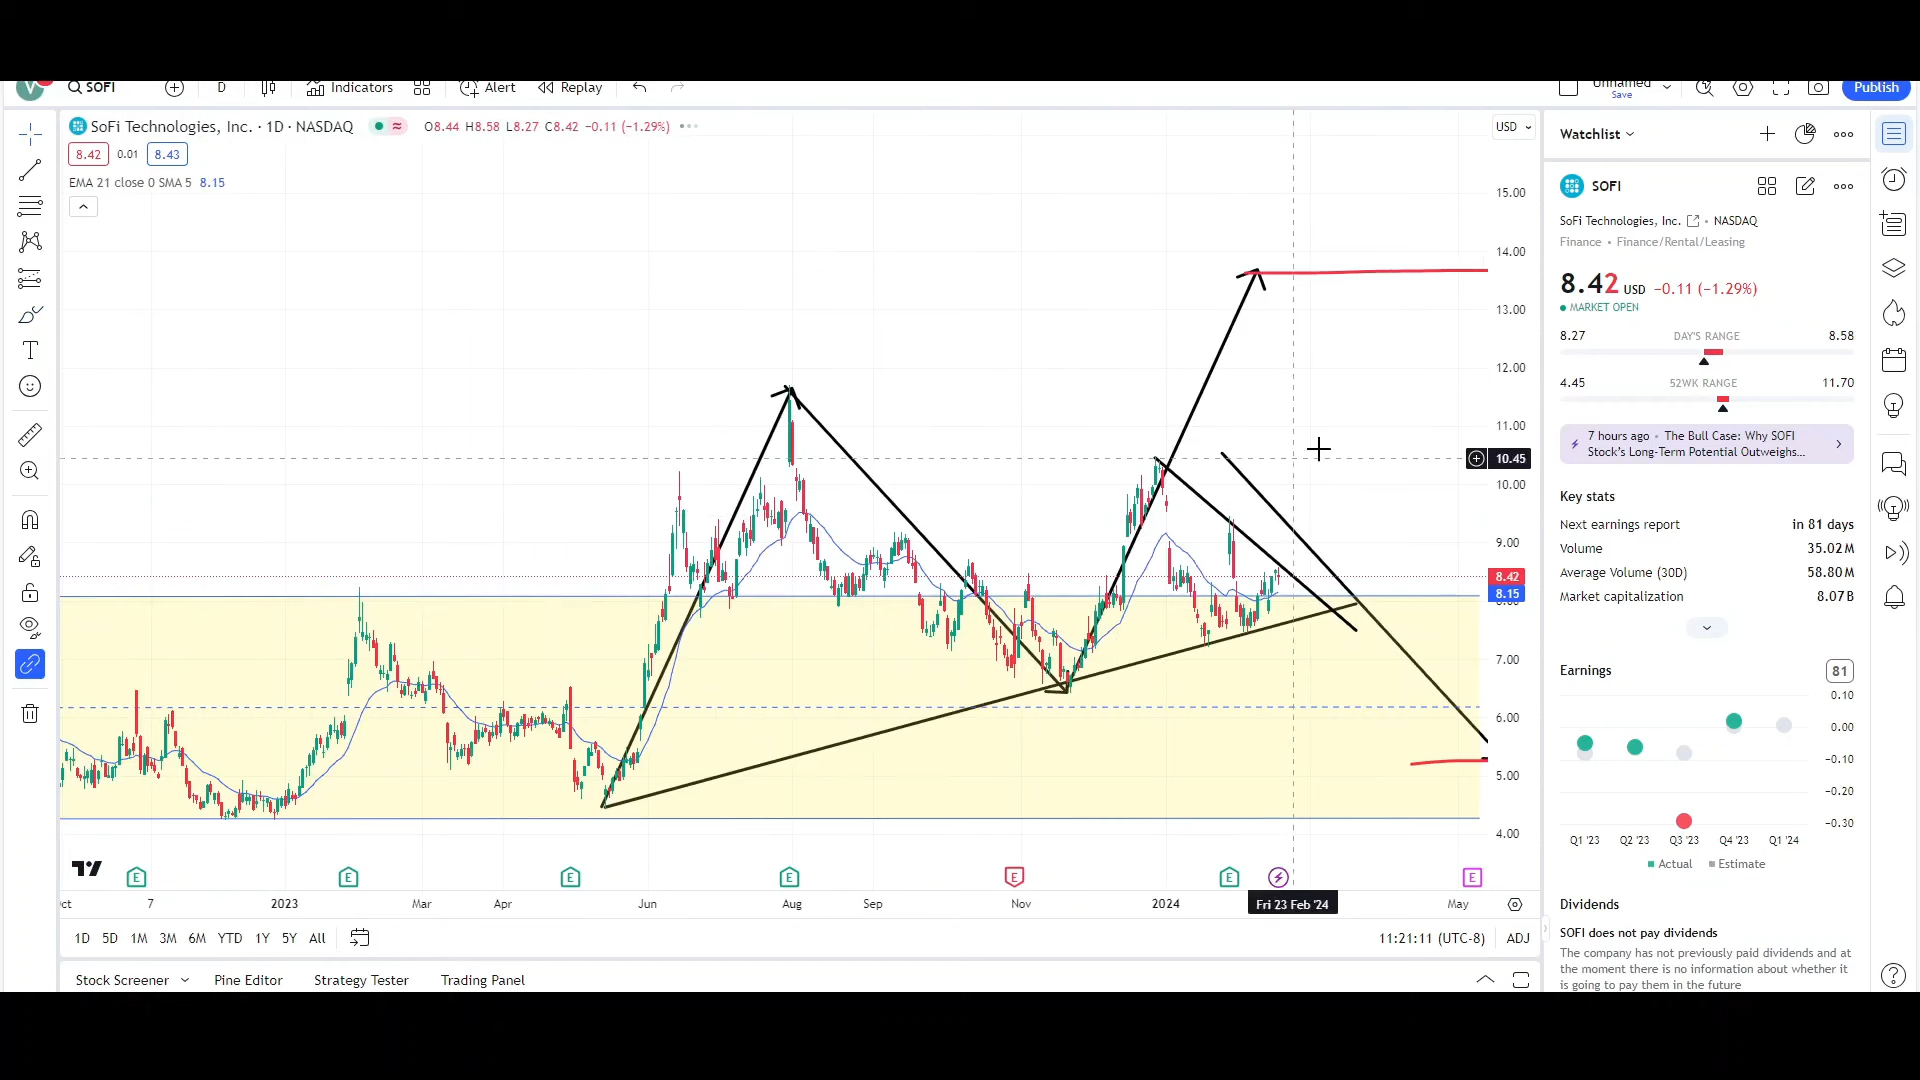 V SOFI D Indicators Alert Replay Unnamed Save Publish
SoFi Technologies, Inc. · 1D · NASDAQ O8.44 H8.58 L8.27 C8.42 −0.11 (−1.29%)
8.42 0.01 8.43
EMA 21 close 0 SMA 5 8.15
USD
15.00
14.00
13.00
12.00
11.00
10.45
10.00
9.00
8.42
8.15
8.00
7.00
6.00
5.00
4.00
E E E E E E E
7 2023 Mar Apr Jun Aug Sep Nov 2024 Fri 23 Feb '24 May
1D 5D 1M 3M 6M YTD 1Y 5Y All
11:21:11 (UTC-8) ADJ
Stock Screener Pine Editor Strategy Tester Trading Panel
Watchlist
SOFI
SoFi Technologies, Inc. • NASDAQ
Finance • Finance/Rental/Leasing
8.42 USD −0.11 (−1.29%)
MARKET OPEN
8.27 DAY'S RANGE 8.58
4.45 52WK RANGE 11.70
7 hours ago • The Bull Case: Why SOFI
Stock's Long-Term Potential Outweighs...
Key stats
Next earnings report in 81 days
Volume 35.02M
Average Volume (30D) 58.80M
Market capitalization 8.07B
Earnings 81
0.10
0.00
−0.10
−0.20
−0.30
Q1 '23 Q2 '23 Q3 '23 Q4 '23 Q1 '24
Actual Estimate
Dividends
SOFI does not pay dividends
The company has not previously paid dividends and at
the moment there is no information about whether it
is going to pay them in the future